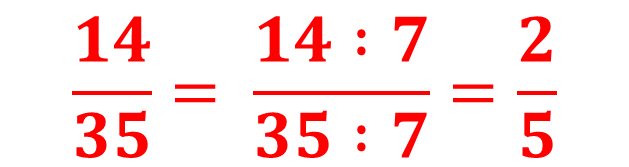 14/35 = 14 : 7/35 : 7 = 2/5